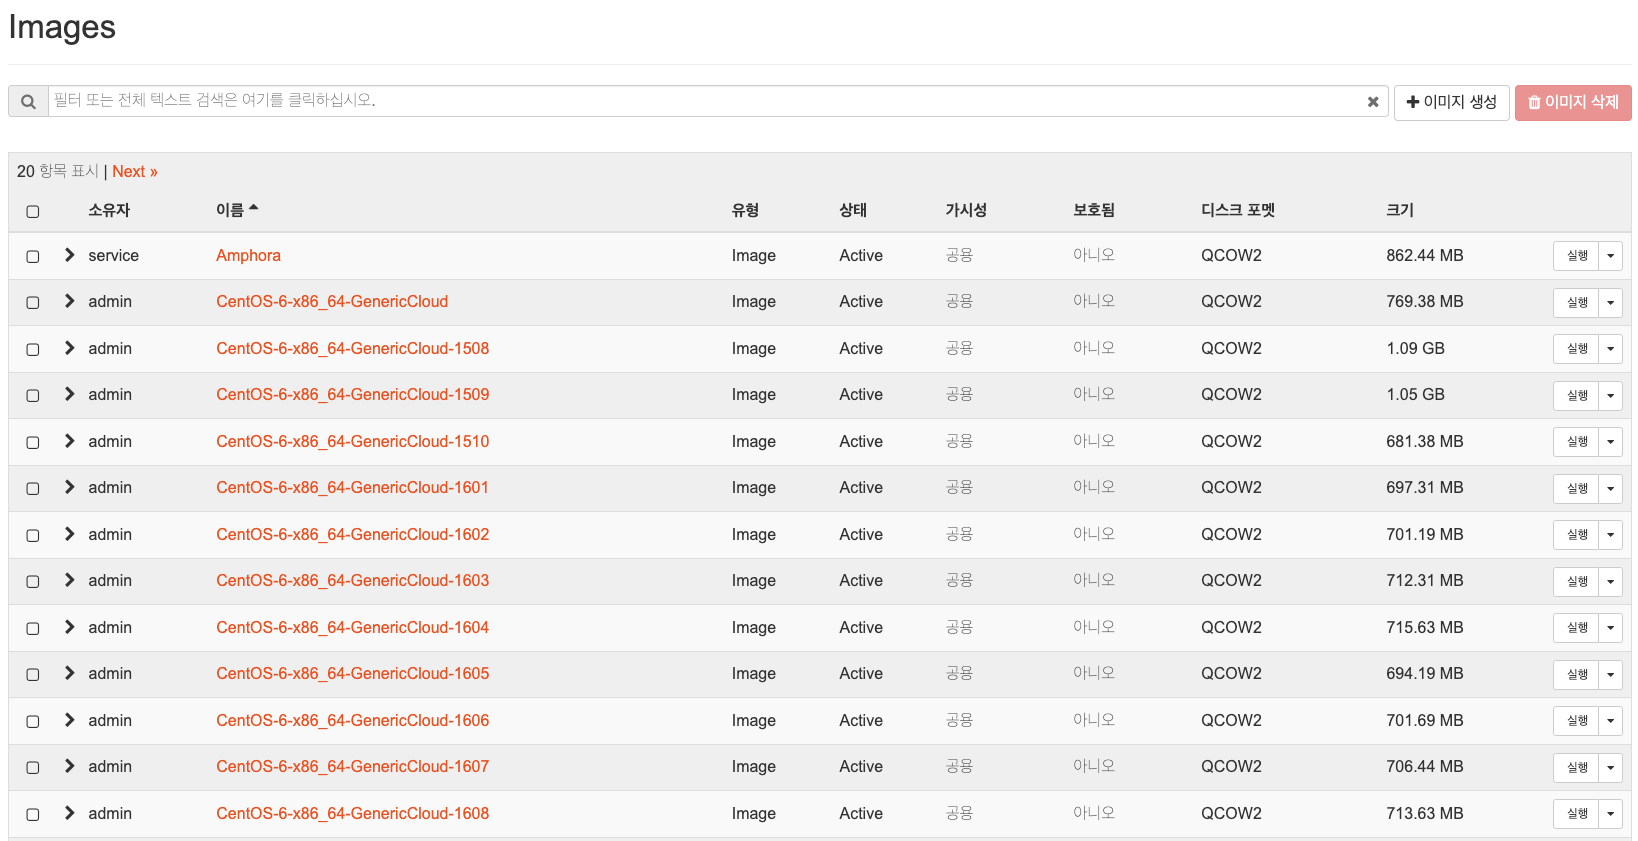 Images
필터 또는 전체 텍스트 검색은 여기를 클릭하십시오.
이미지 생성
이미지 삭제
20 항목 표시 | Next »
소유자 이름 유형 상태 가시성 보호됨 디스크 포멧 크기
service Amphora Image Active 공용 아니오 QCOW2 862.44 MB 실행
admin CentOS-6-x86_64-GenericCloud Image Active 공용 아니오 QCOW2 769.38 MB 실행
admin CentOS-6-x86_64-GenericCloud-1508 Image Active 공용 아니오 QCOW2 1.09 GB 실행
admin CentOS-6-x86_64-GenericCloud-1509 Image Active 공용 아니오 QCOW2 1.05 GB 실행
admin CentOS-6-x86_64-GenericCloud-1510 Image Active 공용 아니오 QCOW2 681.38 MB 실행
admin CentOS-6-x86_64-GenericCloud-1601 Image Active 공용 아니오 QCOW2 697.31 MB 실행
admin CentOS-6-x86_64-GenericCloud-1602 Image Active 공용 아니오 QCOW2 701.19 MB 실행
admin CentOS-6-x86_64-GenericCloud-1603 Image Active 공용 아니오 QCOW2 712.31 MB 실행
admin CentOS-6-x86_64-GenericCloud-1604 Image Active 공용 아니오 QCOW2 715.63 MB 실행
admin CentOS-6-x86_64-GenericCloud-1605 Image Active 공용 아니오 QCOW2 694.19 MB 실행
admin CentOS-6-x86_64-GenericCloud-1606 Image Active 공용 아니오 QCOW2 701.69 MB 실행
admin CentOS-6-x86_64-GenericCloud-1607 Image Active 공용 아니오 QCOW2 706.44 MB 실행
admin CentOS-6-x86_64-GenericCloud-1608 Image Active 공용 아니오 QCOW2 713.63 MB 실행